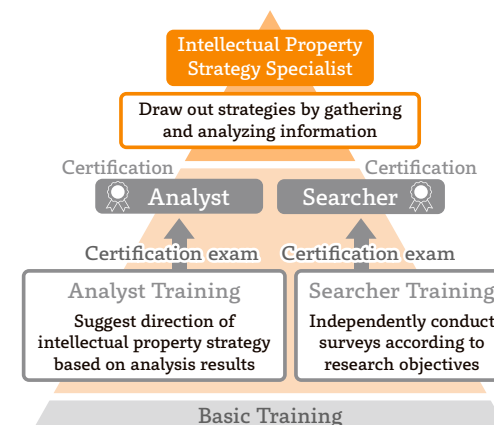 Intellectual Property
Strategy Specialist
Draw out strategies by gathering
and analyzing information
Certification
Certification
Analyst
Searcher
Certification exam
Certification exam
Analyst Training
Suggest direction of
intellectual property strategy
based on analysis results
Searcher Training
Independently conduct
surveys according to
research objectives
Basic Training